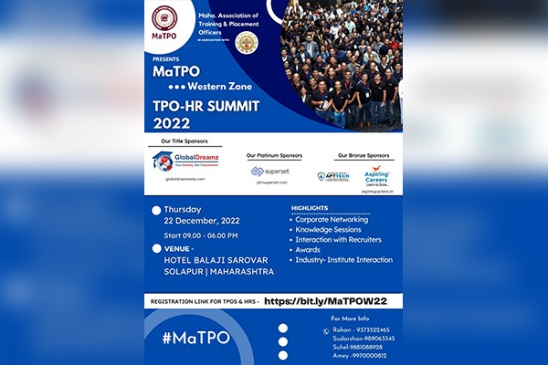 MaTPO
Maha. Association of
Training & Placement
Officers
IN ASSOCIATION WITH
PRESENTS
MaTPO
Western Zone
TPO-HR SUMMIT
2022
Our Title Sponsors
GlobalDreamz
globaldreamzedu.com
Our Platinum Sponsors
superset
joinsuperset.com
Our Bronze Sponsors
APTTECH
Aspiring
Careers
aspiringcareers.in
Thursday
22 December, 2022
Start 09.00 - 06.00 PM
VENUE -
HOTEL BALAJI SAROVAR
SOLAPUR | MAHARASHTRA
HIGHLIGHTS
Corporate Networking
Knowledge Sessions
Interaction with Recruiters
Awards
Industry- Institute Interaction
REGISTRATION LINK FOR TPOS & HRS - https://bit.ly/MaTPOW22
#MaTPO
For More Info
Rohan - 9373522465
Sudarshan-989063345
Suhel-9881088928
Amey -9970000812